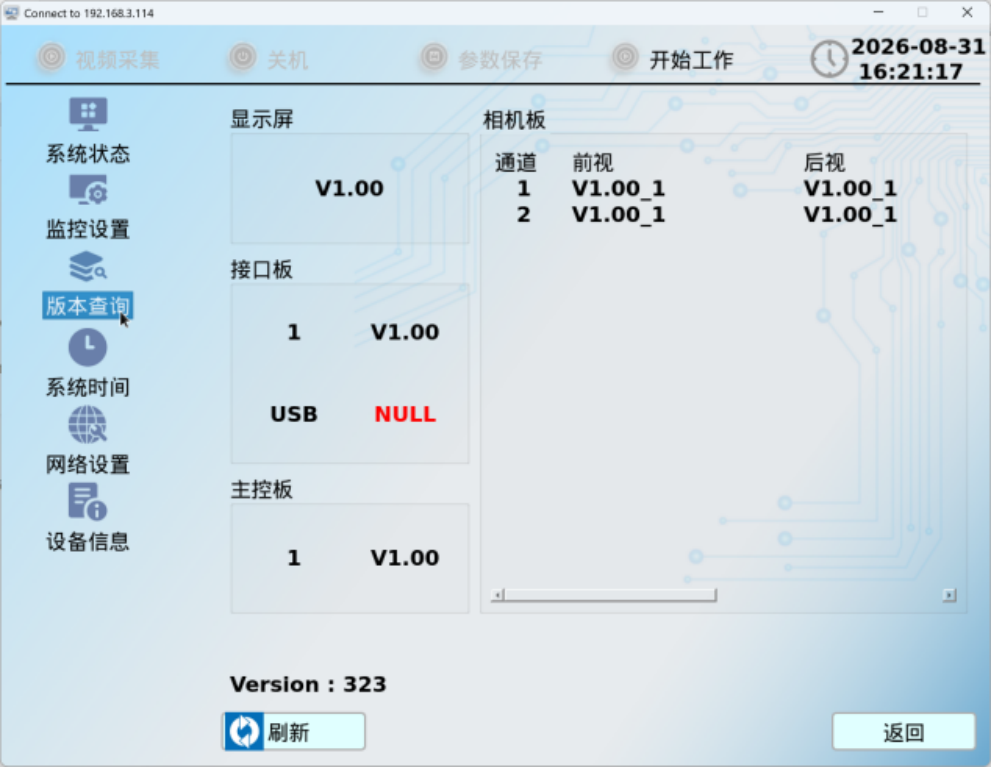 Connect to 192.168.3.114
视频采集 关机 参数保存 开始工作 2026-08-31
16:21:17
系统状态
监控设置
版本查询
系统时间
网络设置
设备信息
显示屏
V1.00
接口板
1 V1.00
USB NULL
主控板
1 V1.00
相机板
通道 前视 后视
1 V1.00_1 V1.00_1
2 V1.00_1 V1.00_1
Version : 323
刷新 返回